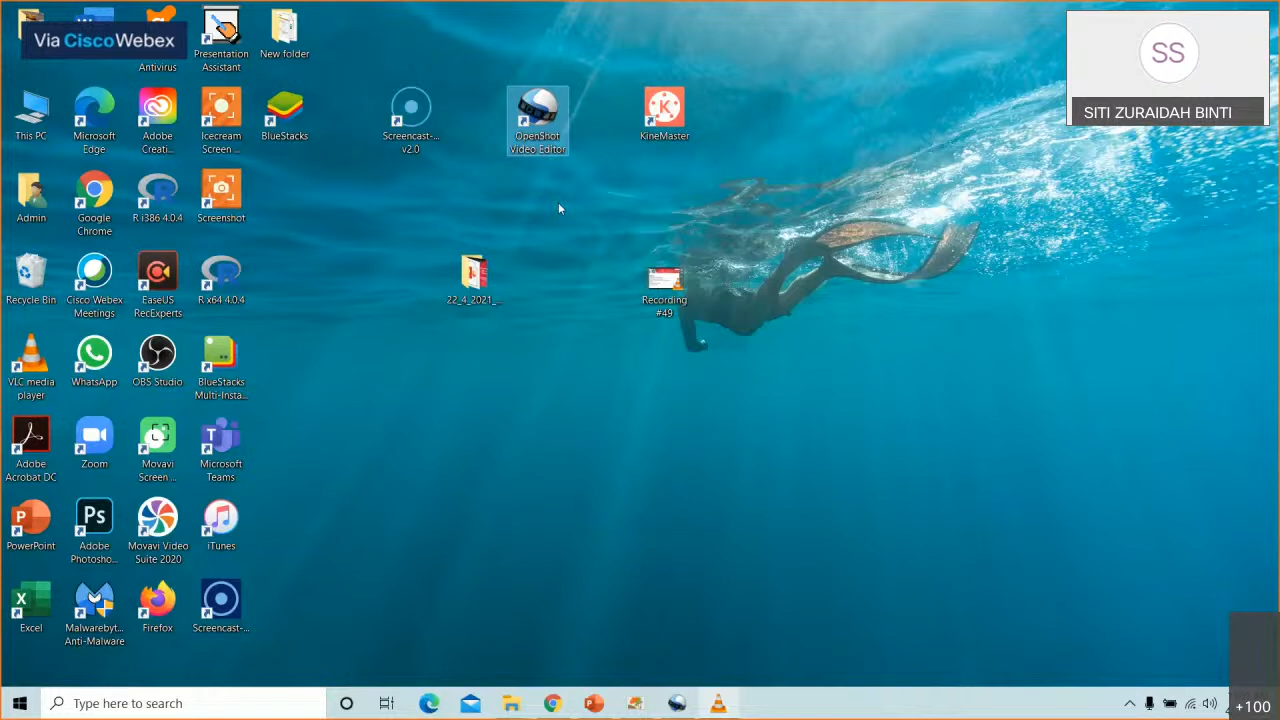 Via Cisco Webex
Antivirus
Presentation
Assistant
New folder
SS
SITI ZURAIDAH BINTI
This PC
Microsoft
Edge
Adobe
Creati...
Icecream
Screen ...
BlueStacks
Screencast-...
v2.0
OpenShot
Video Editor
KineMaster
Admin
Google
Chrome
R i386 4.0.4
Screenshot
Recycle Bin
Cisco Webex
Meetings
EaseUS
RecExperts
R x64 4.0.4
22_4_2021_...
Recording
#49
VLC media
player
WhatsApp
OBS Studio
BlueStacks
Multi-Insta...
Adobe
Acrobat DC
Zoom
Movavi
Screen ...
Microsoft
Teams
PowerPoint
Ps
Adobe
Photosho...
Movavi Video
Suite 2020
iTunes
Excel
Malwarebyt...
Anti-Malware
Firefox
Screencast-...
Type here to search
+100